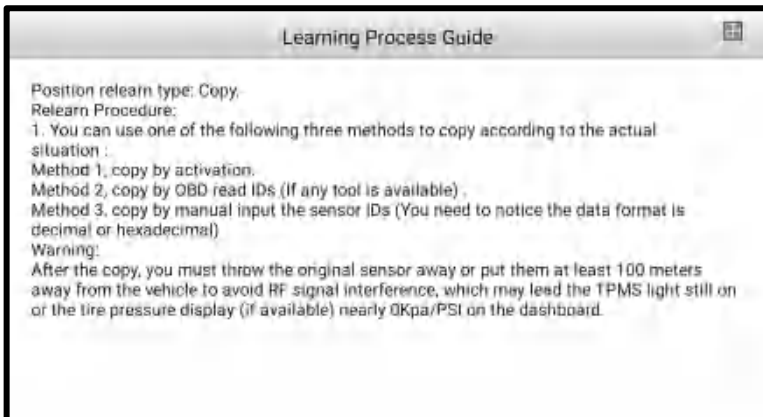 Learning Process Guide
Position relearn type: Copy.
Relearn Procedure:
1. You can use one of the following three methods to copy according to the actual
situation :
Method 1, copy by activation.
Method 2, copy by OBD read IDs (If any tool is available) .
Method 3, copy by manual input the sensor IDs (You need to notice the data format is
decimal or hexadecimal)
Warning:
After the copy, you must throw the original sensor away or put them at least 100 meters
away from the vehicle to avoid RF signal interference, which may lead the TPMS light still on
or the tire pressure display (if available) nearly 0Kpa/PSI on the dashboard.